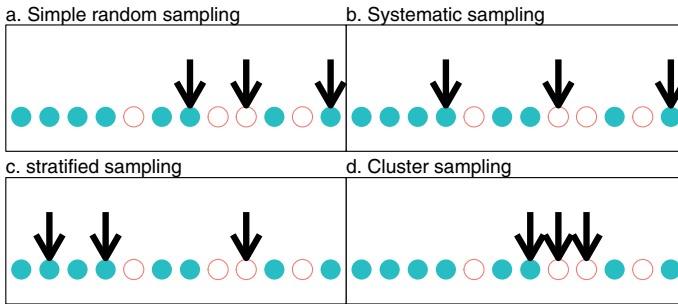 a. Simple random sampling
b. Systematic sampling
c. stratified sampling
d. Cluster sampling